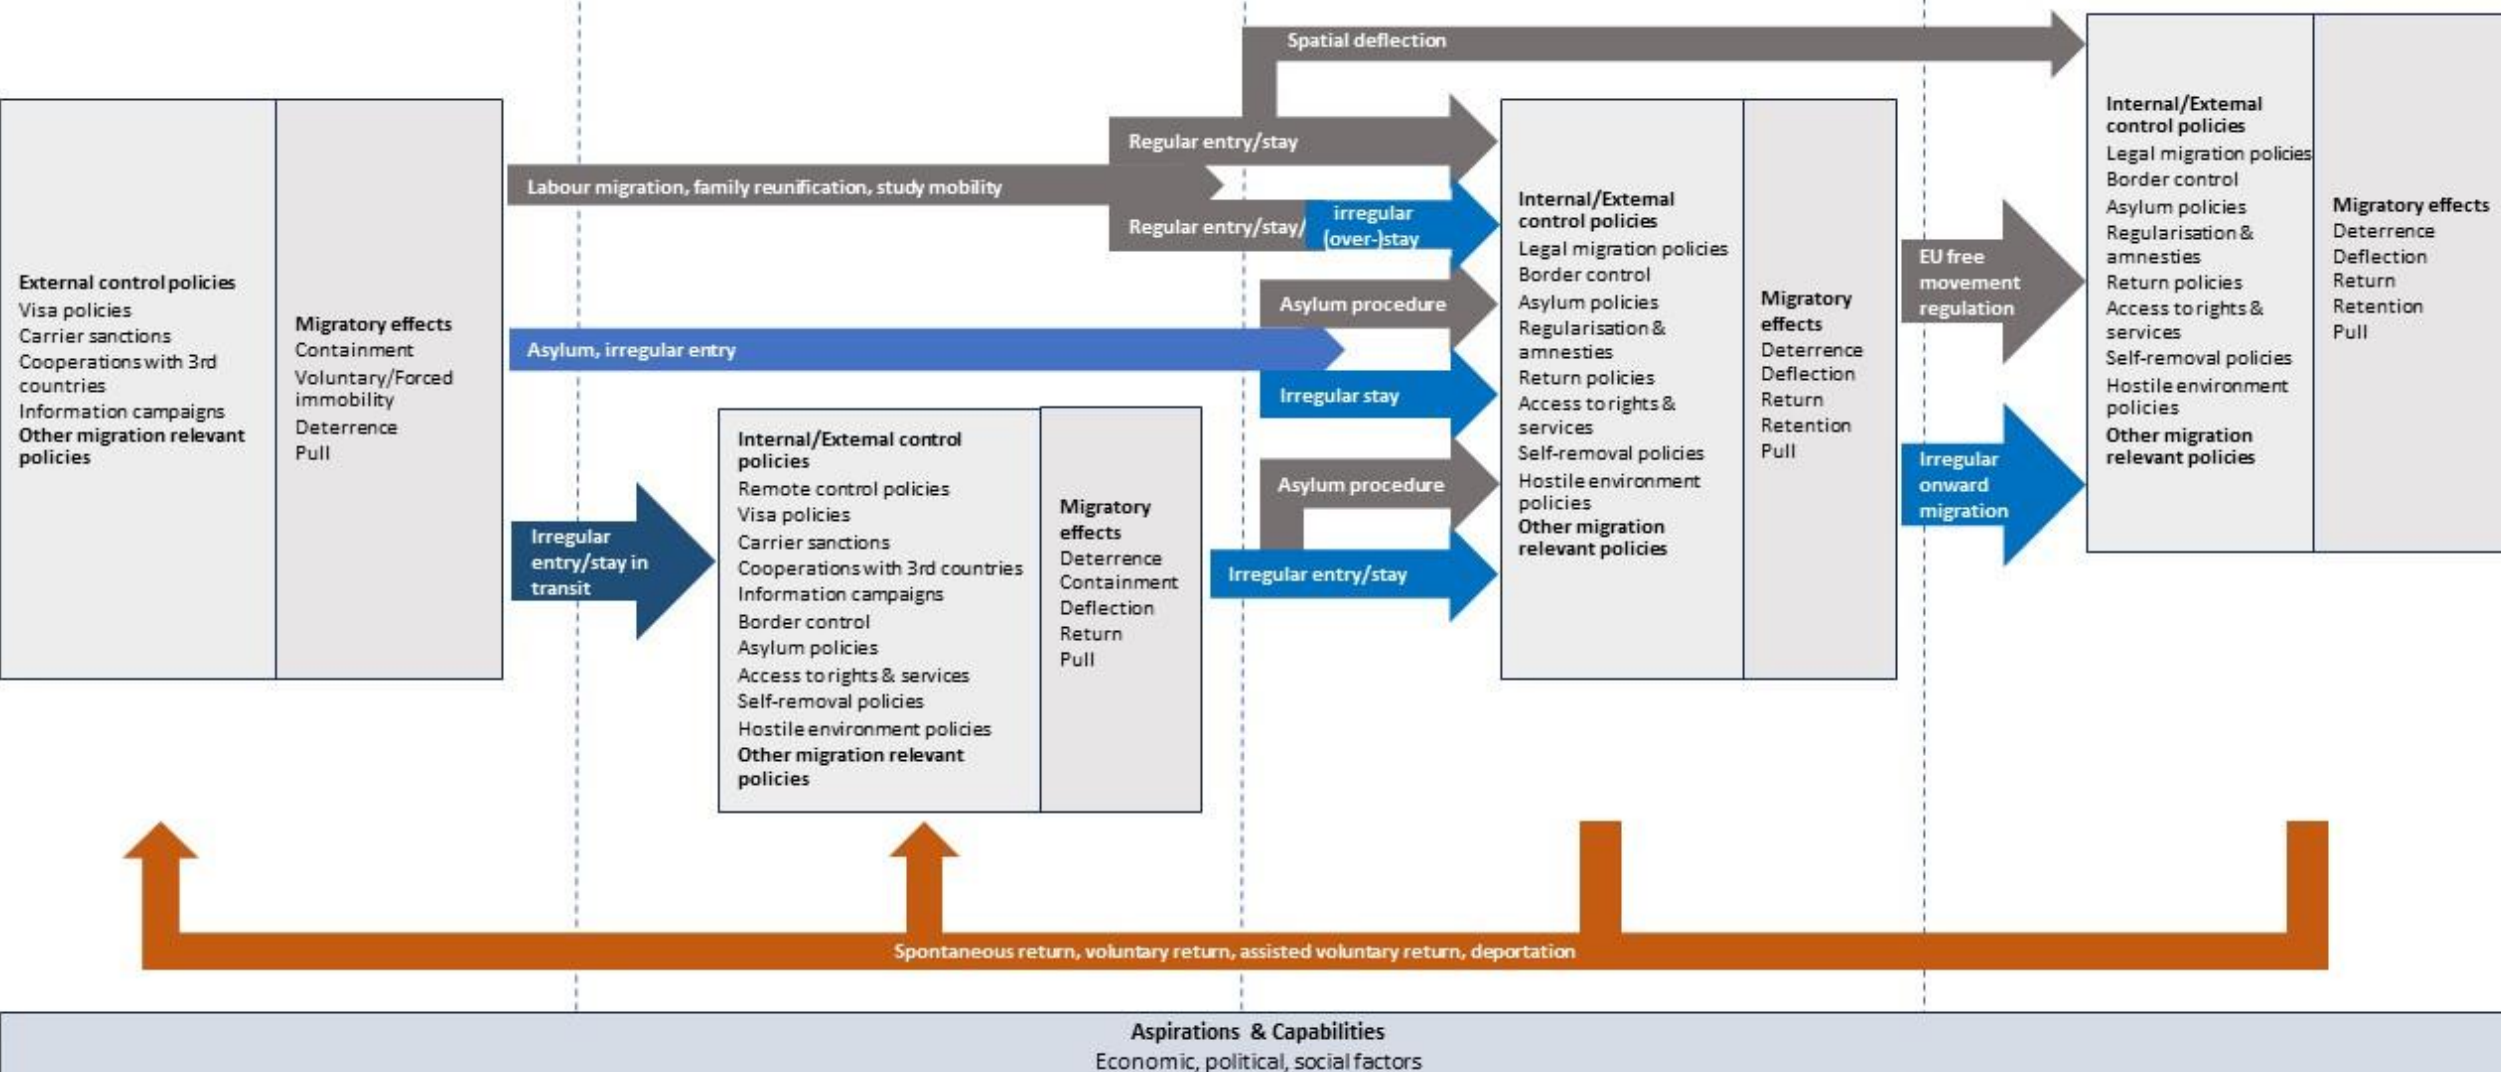 Spatial deflection
Regular entry/stay
Labour migration, family reunification, study mobility
Regular entry/stay/
irregular
(over-)stay
Asylum procedure
Asylum, irregular entry
Irregular stay
Asylum procedure
Irregular entry/stay
External control policies
Visa policies
Carrier sanctions
Cooperations with 3rd
countries
Information campaigns
Other migration relevant
policies
Migratory effects
Containment
Voluntary/Forced
immobility
Deterrence
Pull
Irregular
entry/stay in
transit
Internal/External control
policies
Remote control policies
Visa policies
Carrier sanctions
Cooperations with 3rd countries
Information campaigns
Border control
Asylum policies
Access to rights & services
Self-removal policies
Hostile environment policies
Other migration relevant
policies
Migratory
effects
Deterrence
Containment
Deflection
Return
Pull
Internal/External
control policies
Legal migration policies
Border control
Asylum policies
Regularisation &
amnesties
Return policies
Access to rights &
services
Self-removal policies
Hostile environment
policies
Other migration
relevant policies
Migratory
effects
Deterrence
Deflection
Return
Retention
Pull
EU free
movement
regulation
Irregular
onward
migration
Internal/External
control policies
Legal migration policies
Border control
Asylum policies
Regularisation &
amnesties
Return policies
Access to rights &
services
Self-removal policies
Hostile environment
policies
Other migration
relevant policies
Migratory effects
Deterrence
Deflection
Return
Retention
Pull
Spontaneous return, voluntary return, assisted voluntary return, deportation
Aspirations & Capabilities
Economic, political, social factors